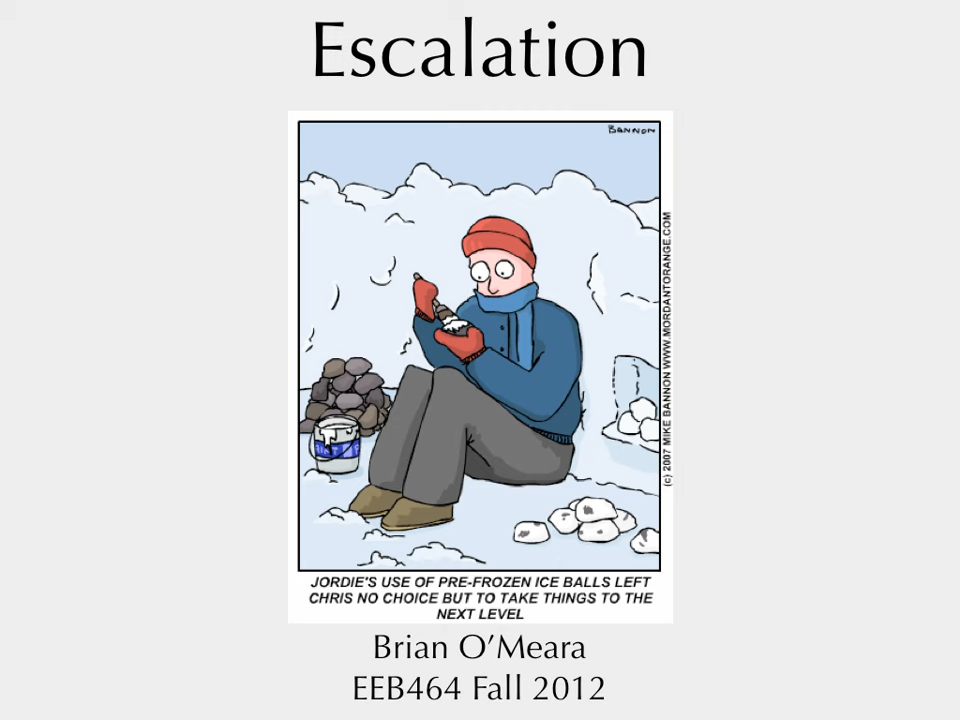 Escalation
BANNON
(c) 2007 MIKE BANNON WWW.MORDANTORANGE.COM
JORDIE'S USE OF PRE-FROZEN ICE BALLS LEFT
CHRIS NO CHOICE BUT TO TAKE THINGS TO THE
NEXT LEVEL
Brian O’Meara
EEB464 Fall 2012